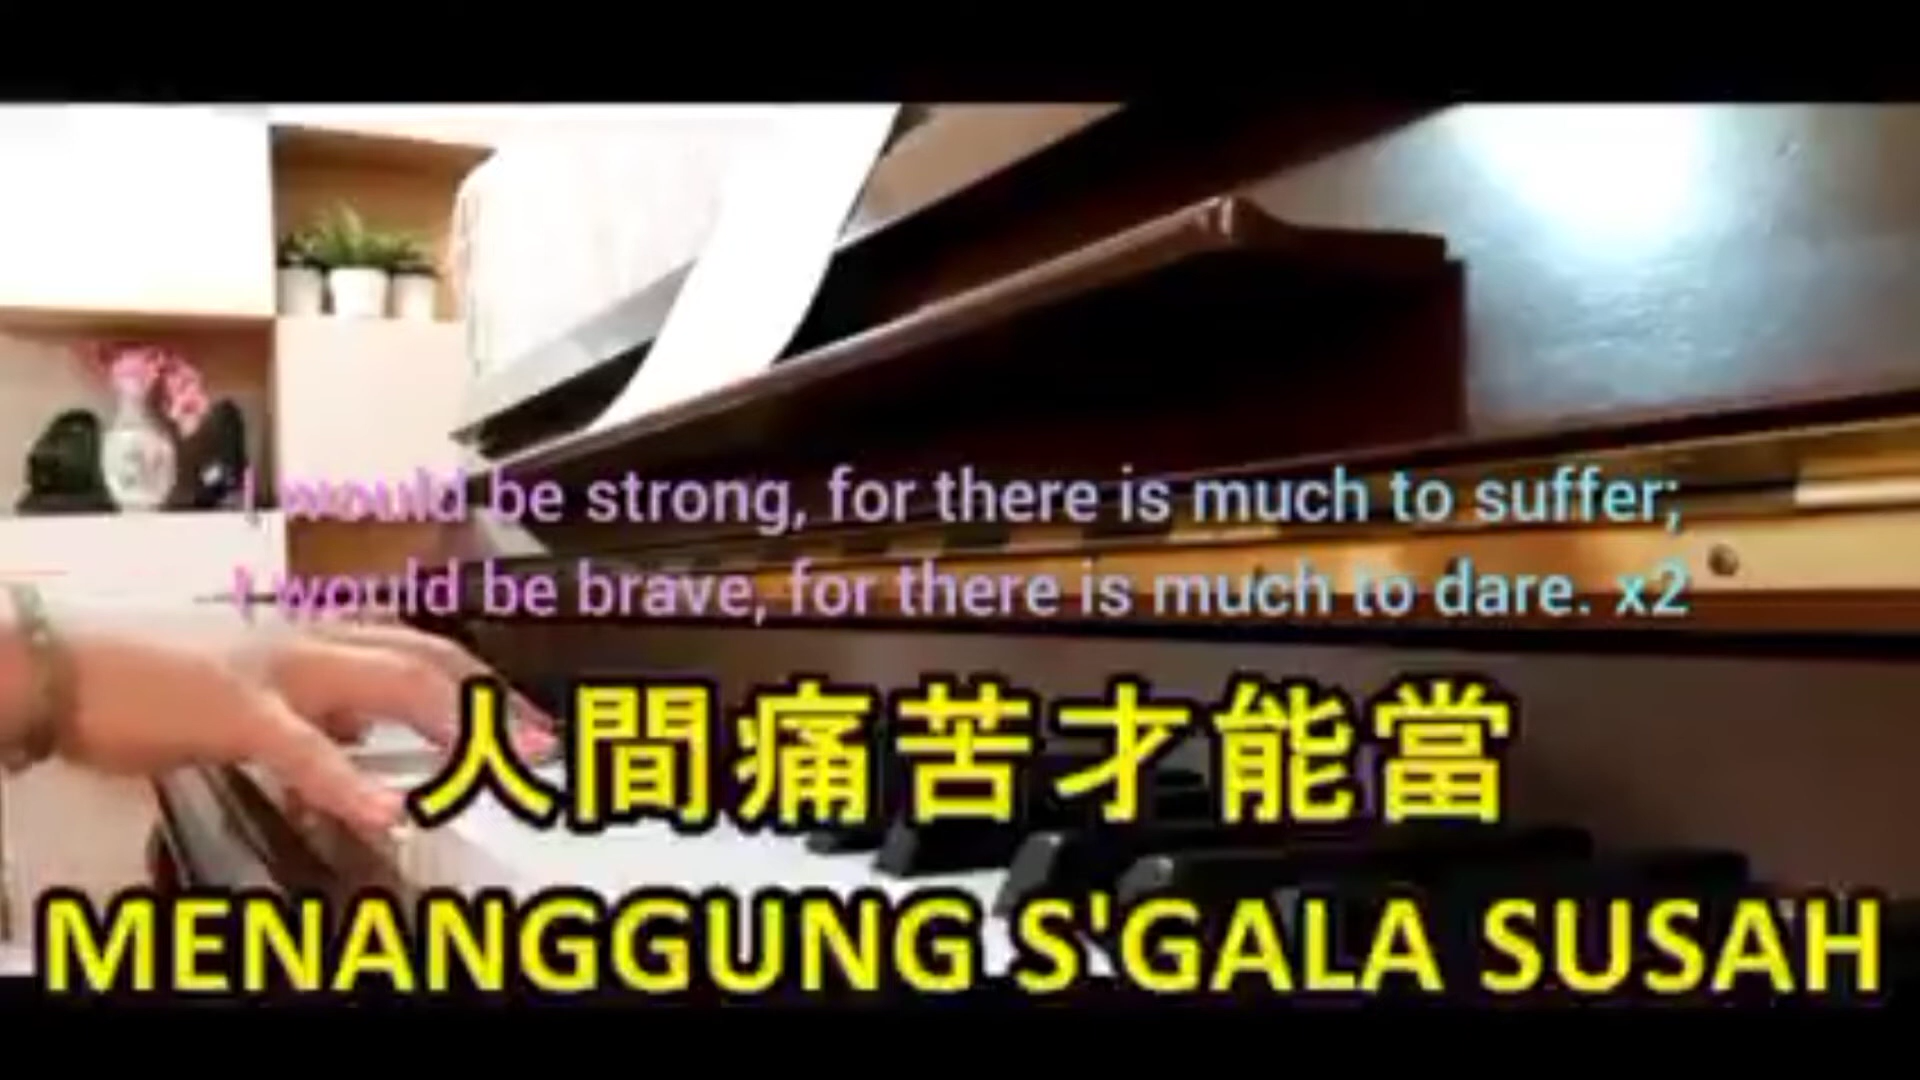 I would be strong, for there is much to suffer;
I would be brave, for there is much to dare. x2
人間痛苦才能當
MENANGGUNG S'GALA SUSAH